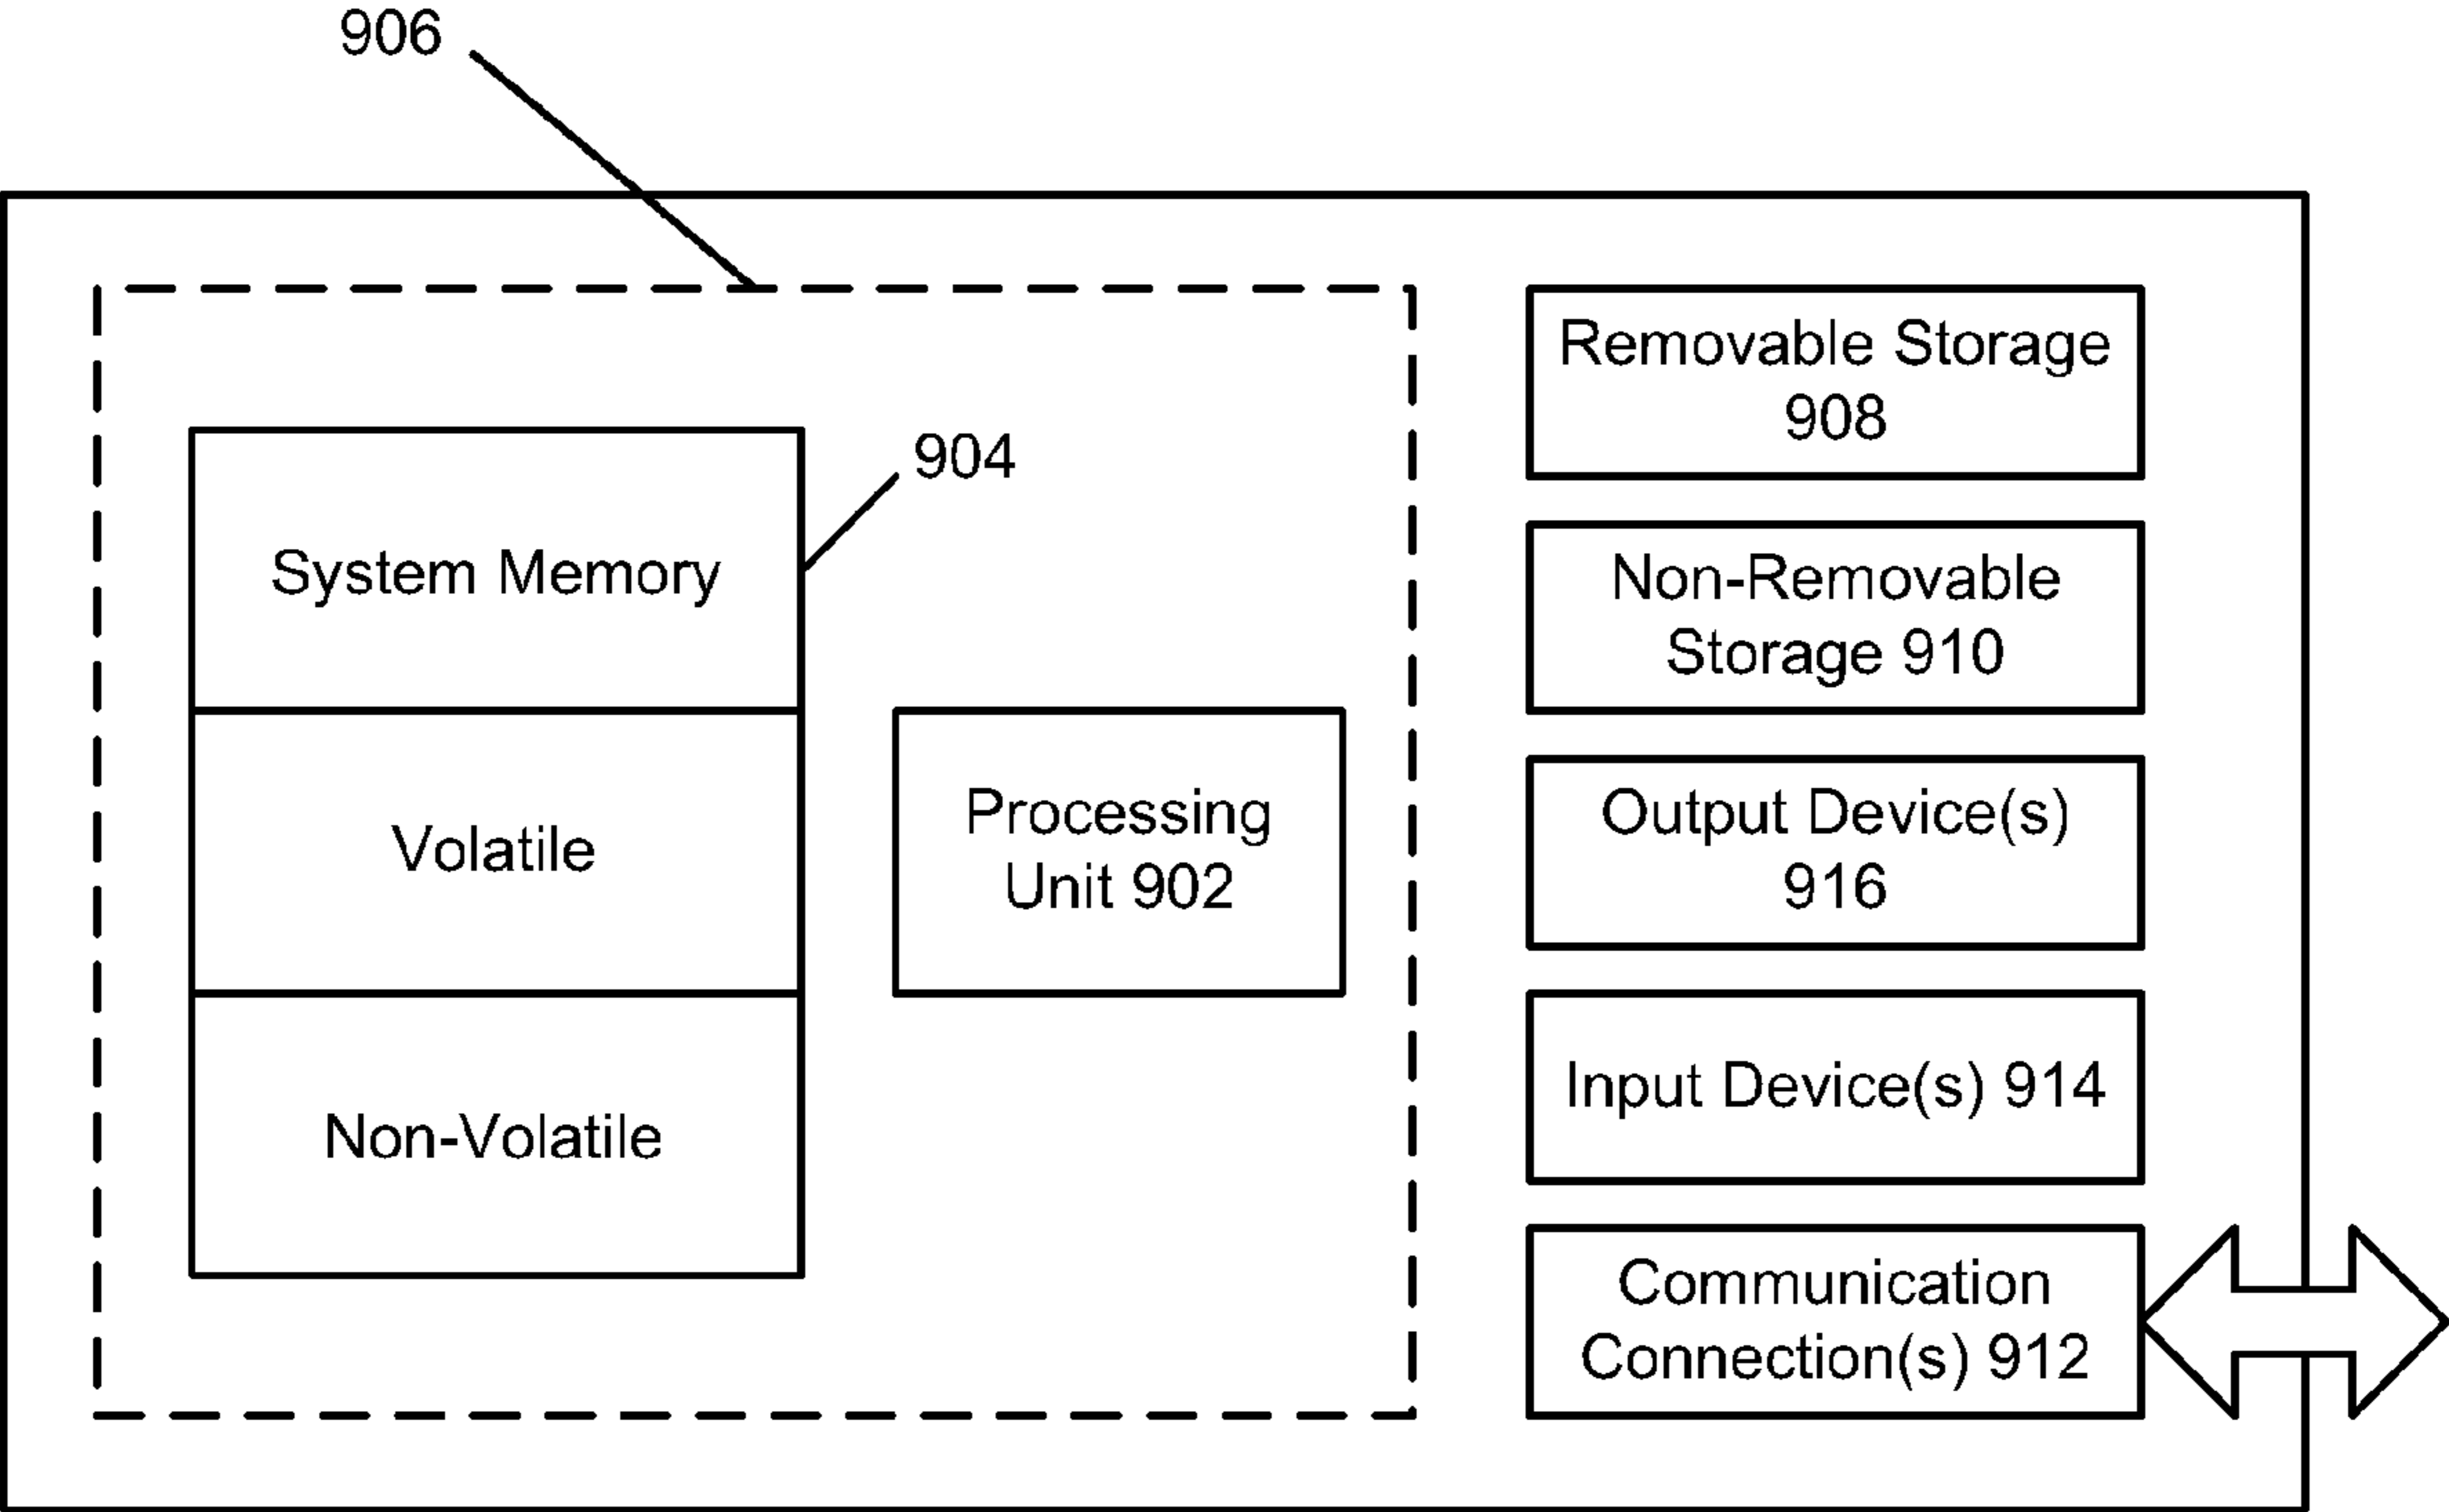 906
904
System Memory
Volatile
Non-Volatile
Processing
Unit 902
Removable Storage
908
Non-Removable
Storage 910
Output Device(s)
916
Input Device(s) 914
Communication
Connection(s) 912